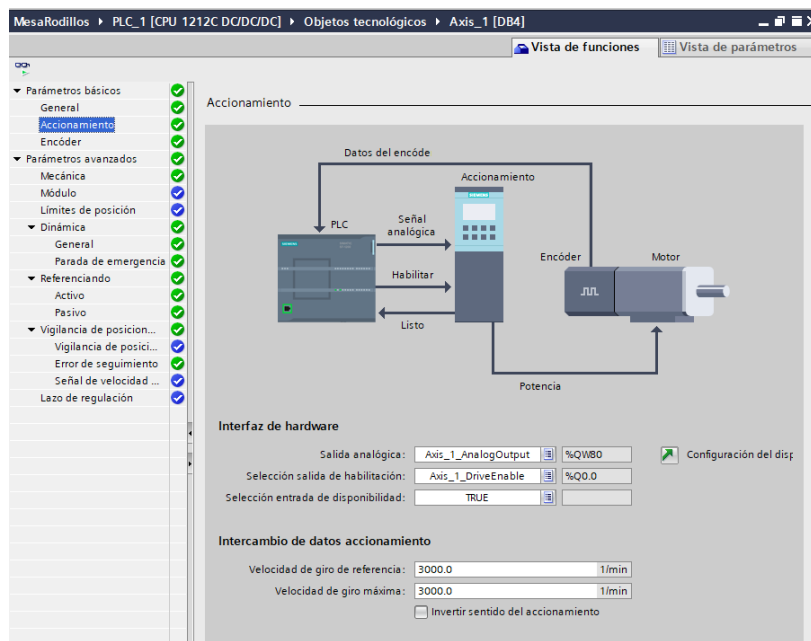 MesaRodillos ▸ PLC_1 [CPU 1212C DC/DC/DC] ▸ Objetos tecnológicos ▸ Axis_1 [DB4]
Vista de funciones
Vista de parámetros
Parámetros básicos
General
Accionamiento
Encóder
Parámetros avanzados
Mecánica
Módulo
Límites de posición
Dinámica
General
Parada de emergencia
Referenciando
Activo
Pasivo
Vigilancia de posicion...
Vigilancia de posici...
Error de seguimiento
Señal de velocidad ...
Lazo de regulación
Accionamiento
Datos del encóde
Accionamiento
PLC
Señal
analógica
Encóder
Motor
Habilitar
Listo
Potencia
Interfaz de hardware
Salida analógica: Axis_1_AnalogOutput %QW80 Configuración del disp
Selección salida de habilitación: Axis_1_DriveEnable %Q0.0
Selección entrada de disponibilidad: TRUE
Intercambio de datos accionamiento
Velocidad de giro de referencia: 3000.0 1/min
Velocidad de giro máxima: 3000.0 1/min
Invertir sentido del accionamiento